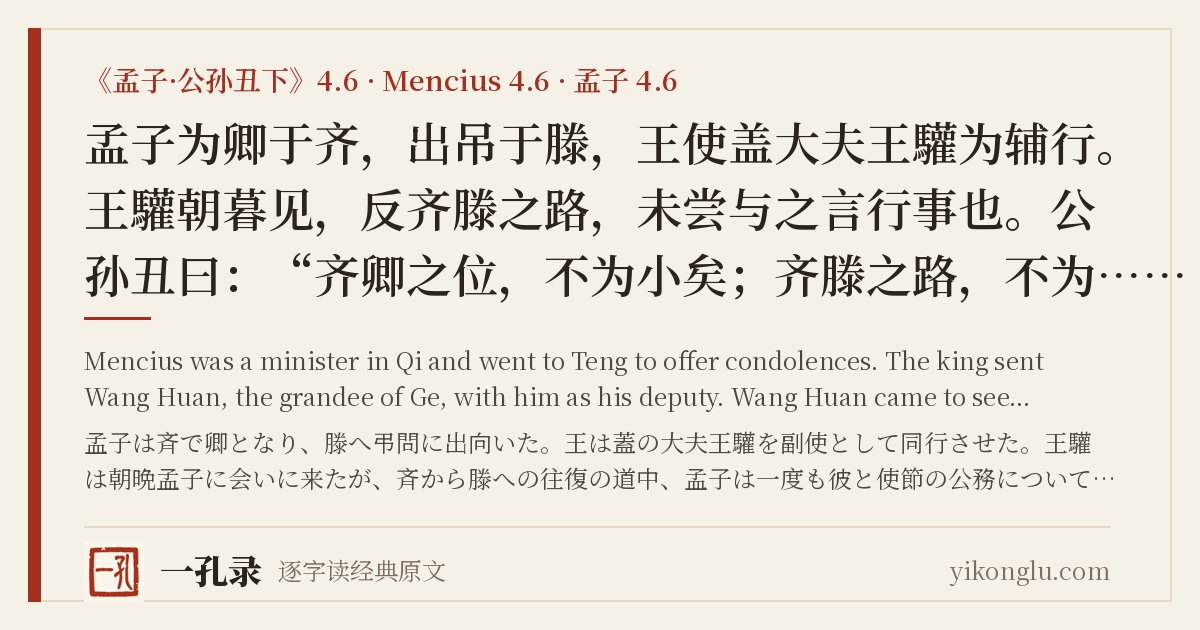 《孟子·公孙丑下》4.6 · Mencius 4.6 · 孟子 4.6
孟子为卿于齐，出吊于滕，王使盖大夫王驩为辅行。
王驩朝暮见，反齐滕之路，未尝与之言行事也。公
孙丑曰：“齐卿之位，不为小矣；齐滕之路，不为……
Mencius was a minister in Qi and went to Teng to offer condolences. The king sent
Wang Huan, the grandee of Ge, with him as his deputy. Wang Huan came to see...
孟子は斉で卿となり、滕へ弔問に出向いた。王は蓋の大夫王驩を副使として同行させた。王驩
は朝晩孟子に会いに来たが、斉から滕への往復の道中、孟子は一度も彼と使節の公務について…
一孔
一孔录 逐字读经典原文
yikonglu.com